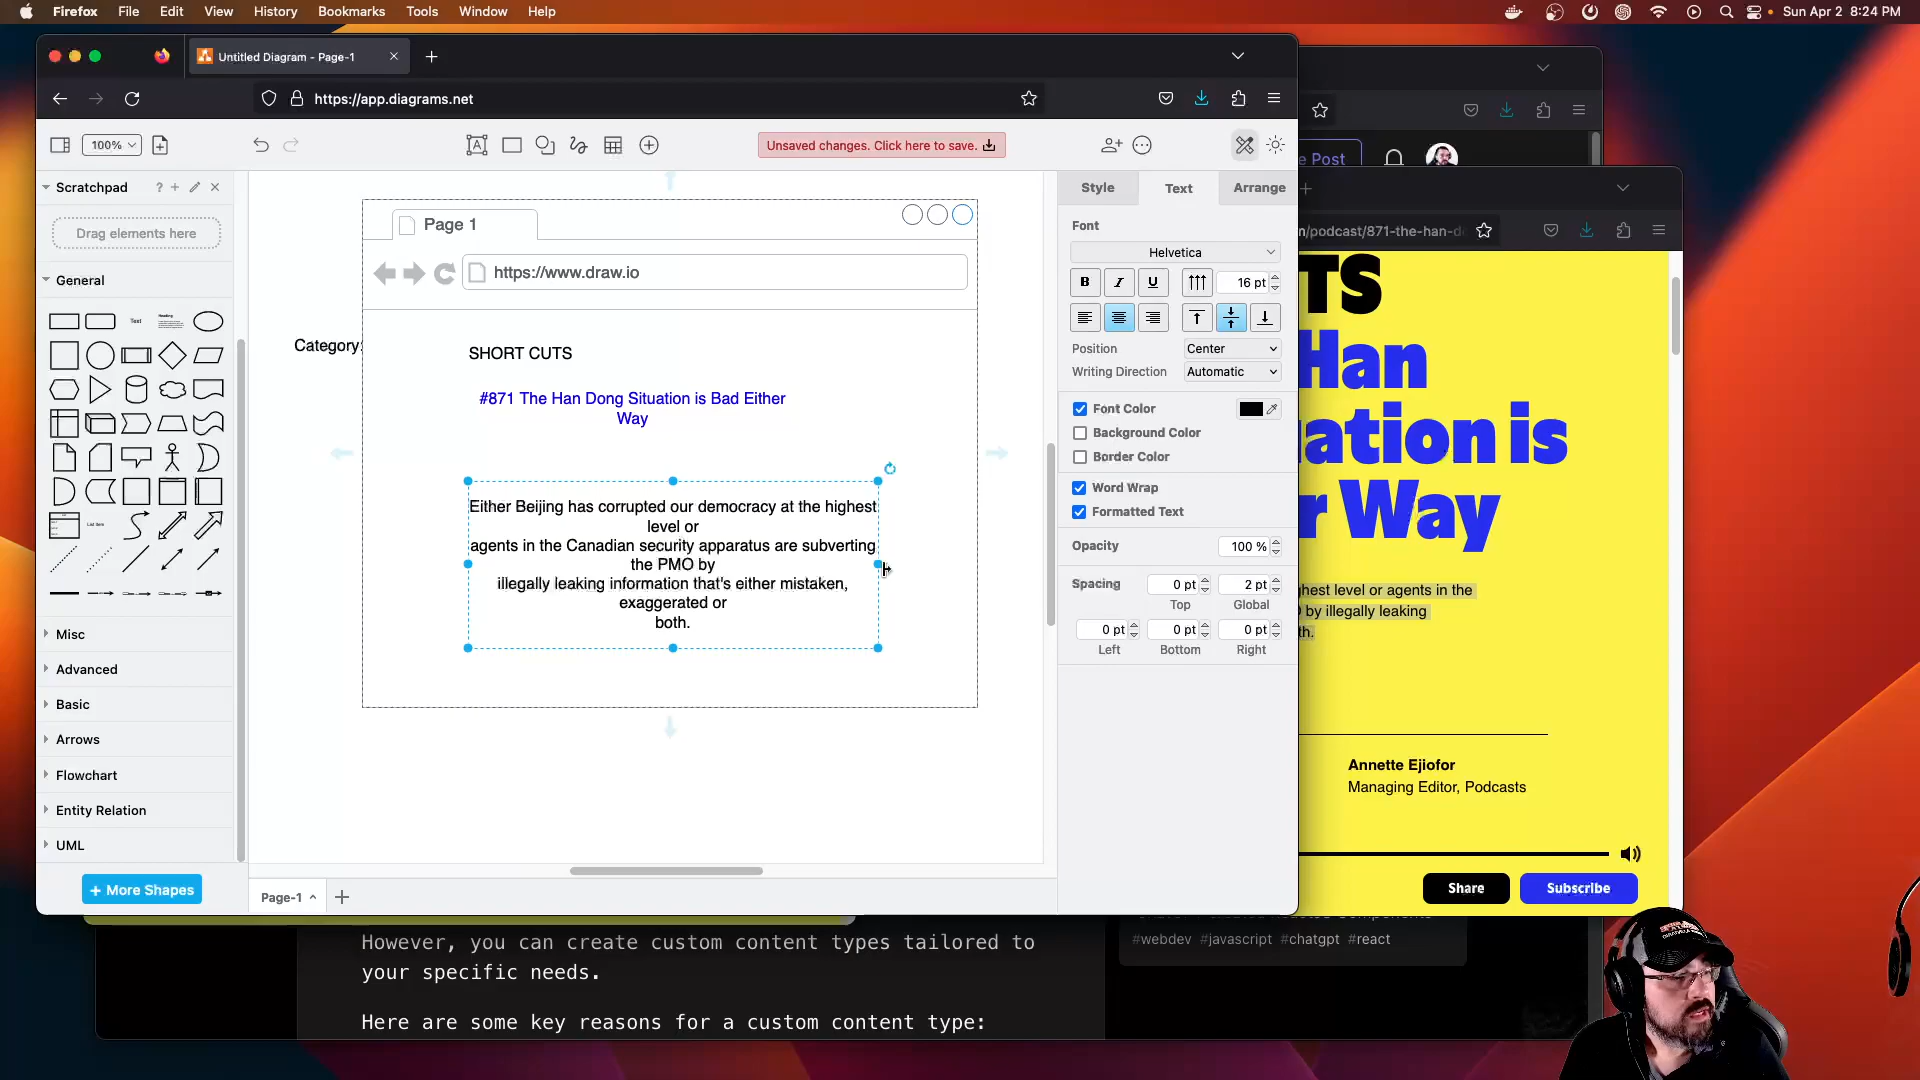 Firefox File Edit View History Bookmarks Tools Window Help
Sun Apr 2 8:24 PM
Untitled Diagram - Page-1
https://app.diagrams.net
100%
Unsaved changes. Click here to save.
Scratchpad
Drag elements here
General
Text
Heading
List Item
Misc
Advanced
Basic
Arrows
Flowchart
Entity Relation
UML
+ More Shapes
Page 1
https://www.draw.io
Category:
SHORT CUTS
#871 The Han Dong Situation is Bad Either
Way
Either Beijing has corrupted our democracy at the highest
level or
agents in the Canadian security apparatus are subverting
the PMO by
illegally leaking information that's either mistaken,
exaggerated or
both.
Page-1
Style Text Arrange
Font
Helvetica
B I U 16 pt
Position Center
Writing Direction Automatic
Font Color
Background Color
Border Color
Word Wrap
Formatted Text
Opacity 100 %
Spacing 0 pt 2 pt
Top Global
0 pt 0 pt 0 pt
Left Bottom Right
e Post
n/podcast/871-the-han-d
TS
Han
ation is
r Way
hest level or agents in the
by illegally leaking
th.
Annette Ejiofor
Managing Editor, Podcasts
Share Subscribe
However, you can create custom content types tailored to
your specific needs.
Here are some key reasons for a custom content type:
#webdev #javascript #chatgpt #react